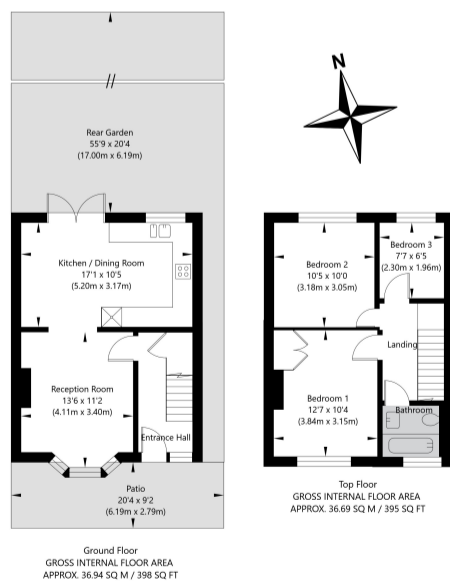 N
Rear Garden
55'9 x 20'4
(17.00m x 6.19m)
Kitchen / Dining Room
17'1 x 10'5
(5.20m x 3.17m)
Reception Room
13'6 x 11'2
(4.11m x 3.40m)
Entrance Hall
Patio
20'4 x 9'2
(6.19m x 2.79m)
Ground Floor
GROSS INTERNAL FLOOR AREA
APPROX. 36.94 SQ M / 398 SQ FT
Bedroom 2
10'5 x 10'0
(3.18m x 3.05m)
Bedroom 3
7'7 x 6'5
(2.30m x 1.96m)
Landing
Bedroom 1
12'7 x 10'4
(3.84m x 3.15m)
Bathroom
Top Floor
GROSS INTERNAL FLOOR AREA
APPROX. 36.69 SQ M / 395 SQ FT